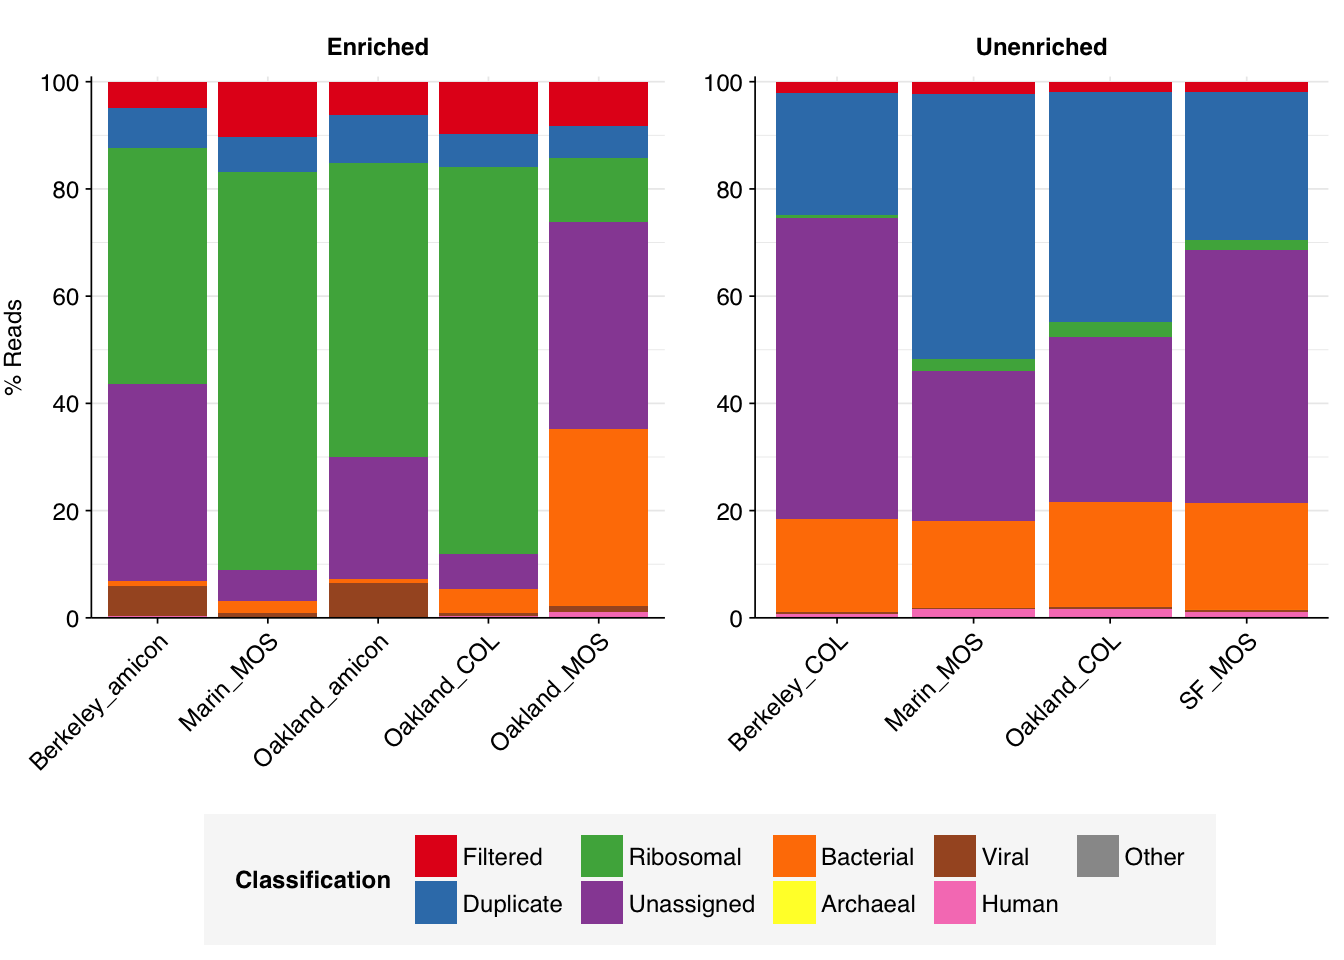 Enriched
Unenriched
% Reads
100
80
60
40
20
0
100
80
60
40
20
0
Berkeley_amicon
Marin_MOS
Oakland_amicon
Oakland_COL
Oakland_MOS
Berkeley_COL
Marin_MOS
Oakland_COL
SF_MOS
Classification
Filtered
Ribosomal
Bacterial
Viral
Other
Duplicate
Unassigned
Archaeal
Human